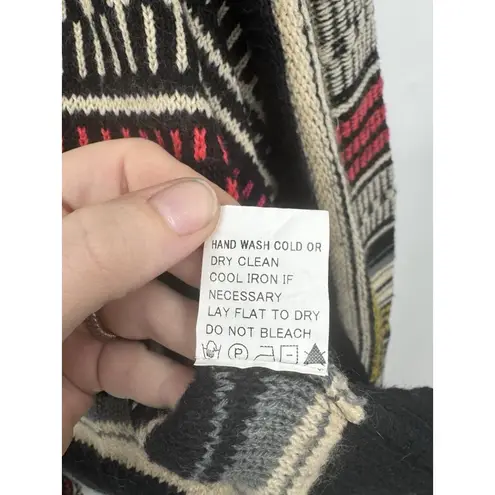 HAND WASH COLD OR
DRY CLEAN
COOL IRON IF
NECESSARY
LAY FLAT TO DRY
DO NOT BLEACH
P